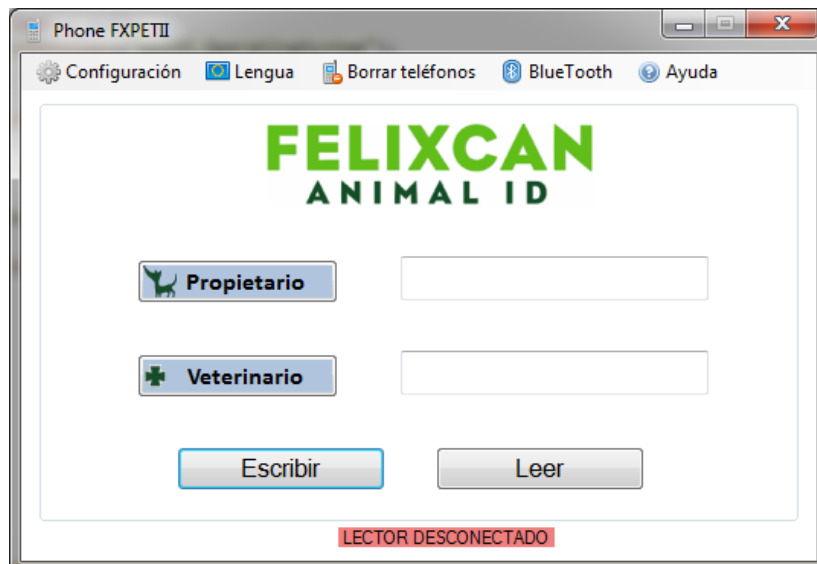 Phone FXPETII
Configuración Lengua Borrar teléfonos BlueTooth Ayuda
FELIXCAN
ANIMAL ID
Propietario
Veterinario
Escribir Leer
LECTOR DESCONECTADO